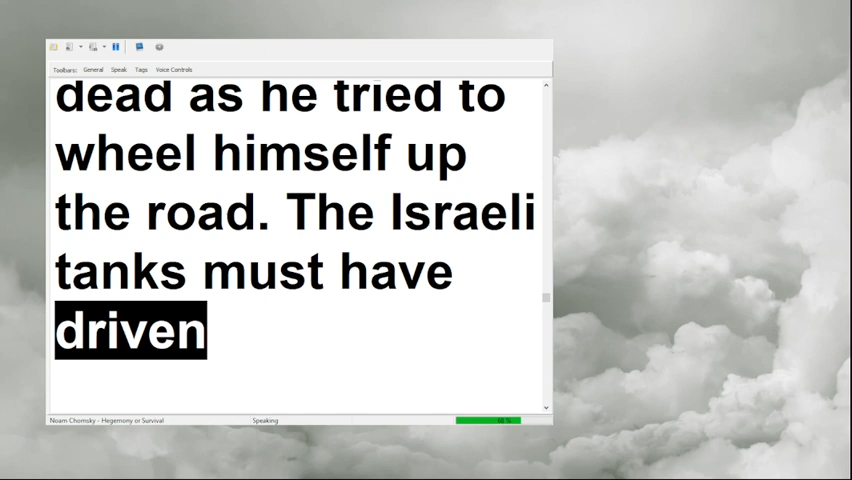 Toolbars: General Speak Tags Voice Controls
dead as he tried to
wheel himself up
the road. The Israeli
tanks must have
driven
Noam Chomsky - Hegemony or Survival Speaking 60 %